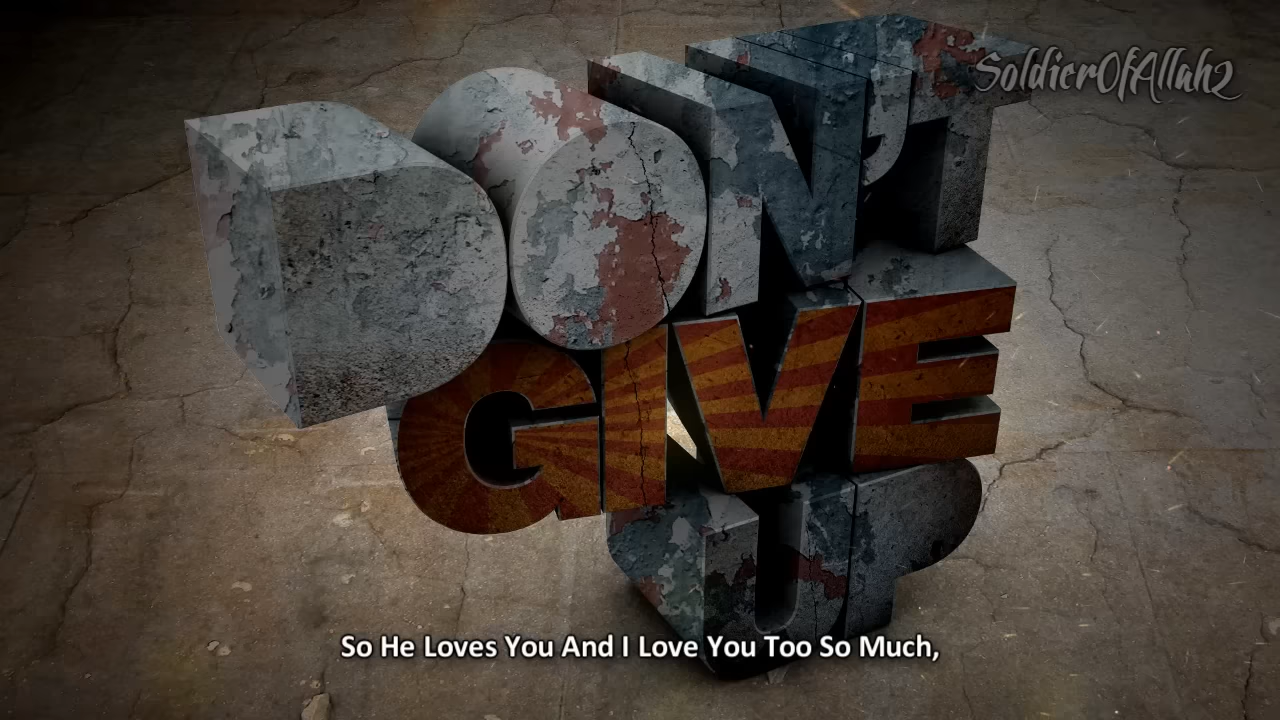 SoldierOfAllah2
DON'T
GIVE
UP
So He Loves You And I Love You Too So Much,